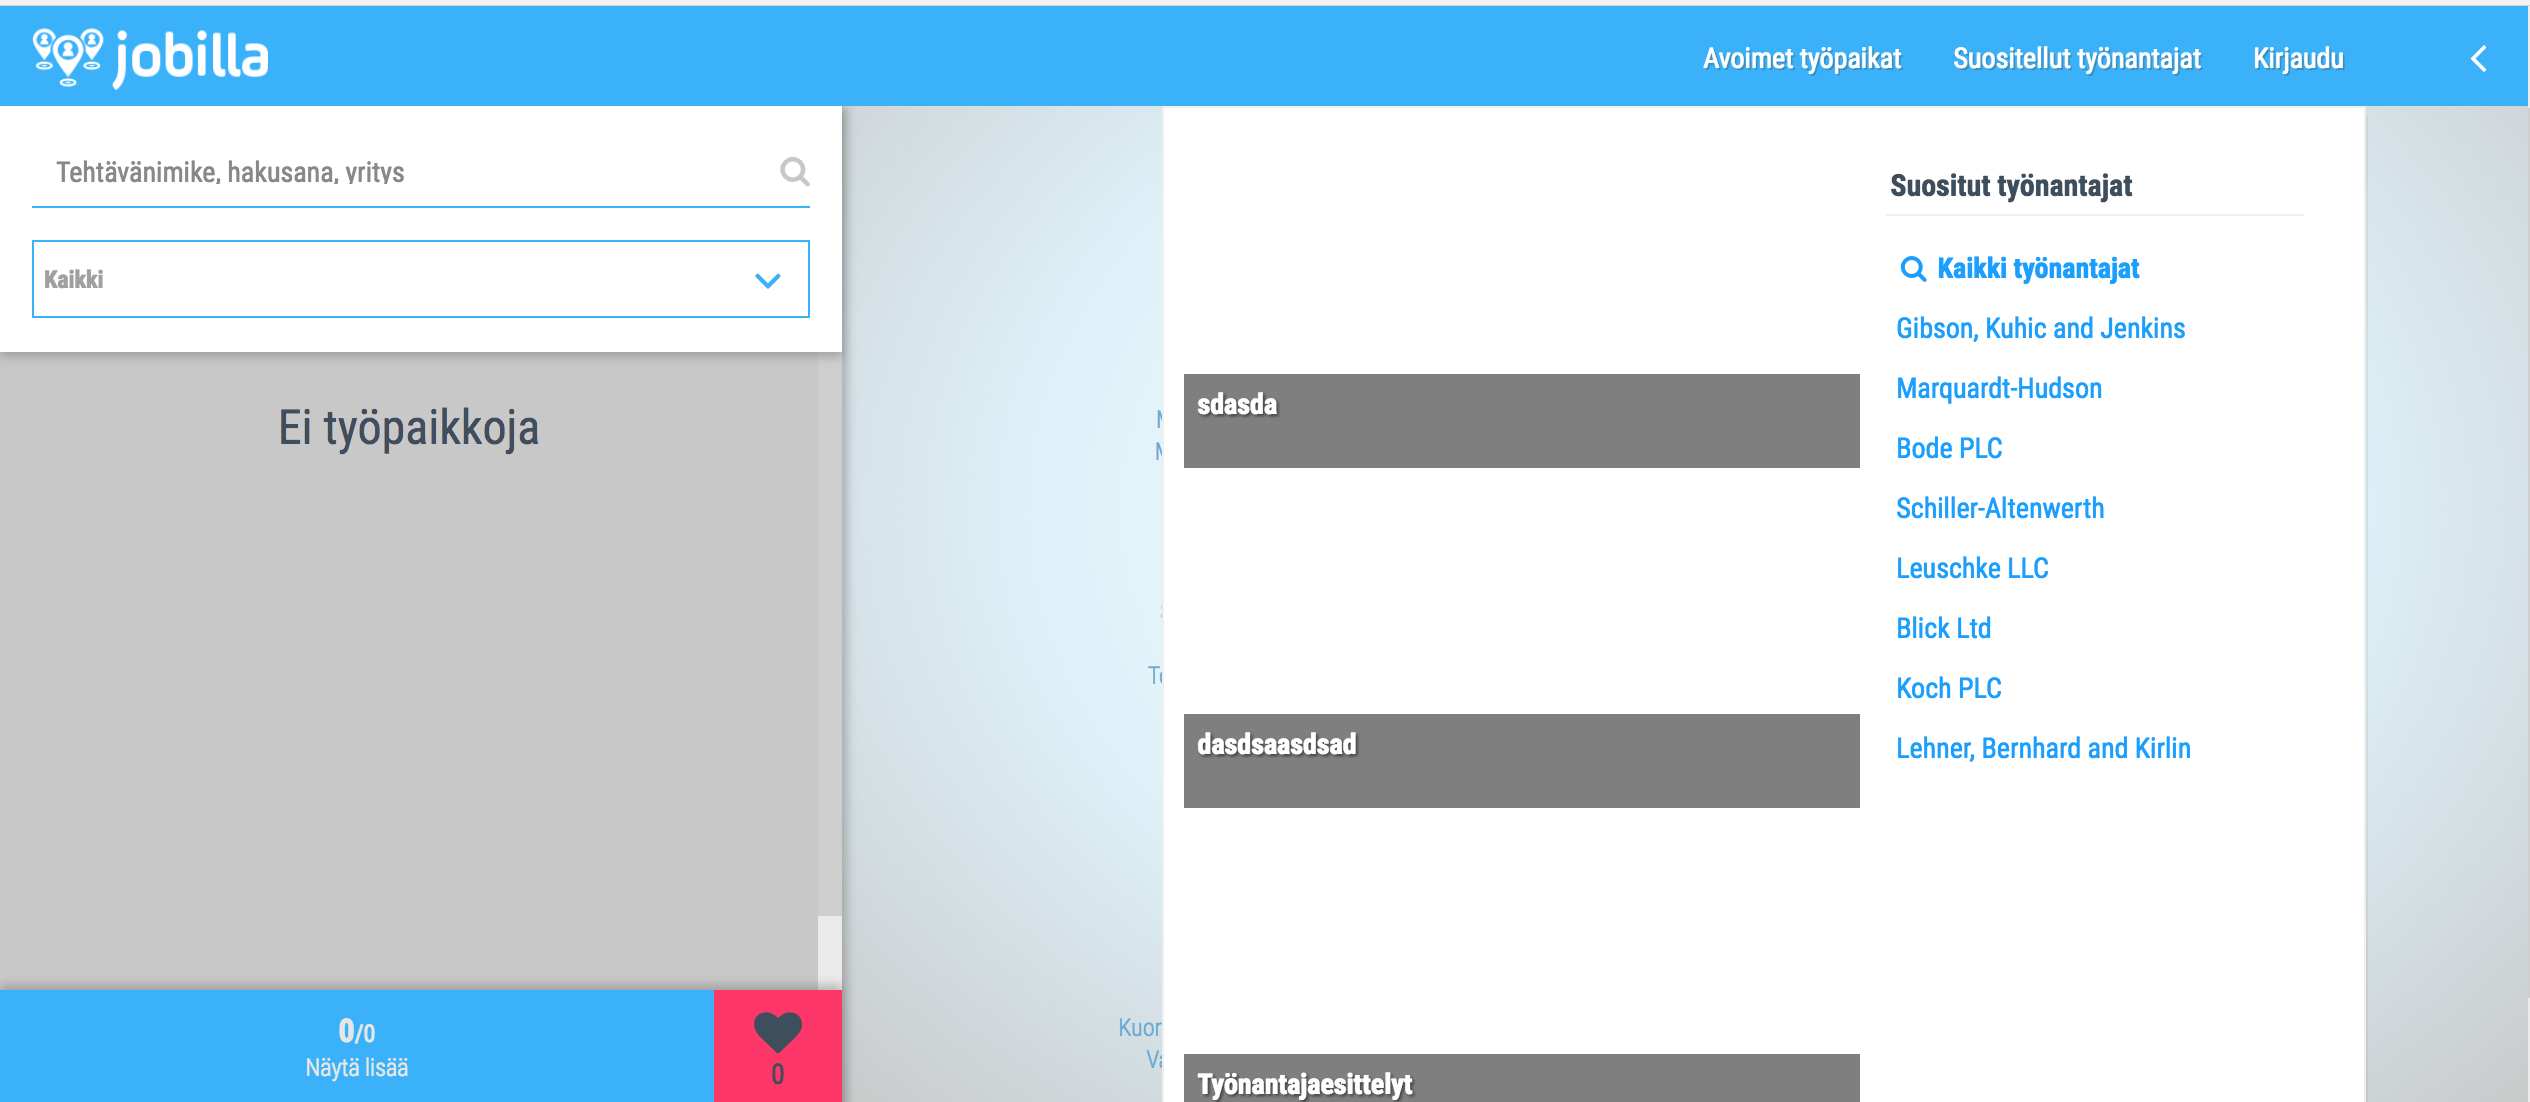 jobilla
Avoimet työpaikat
Suositellut työnantajat
Kirjaudu
Tehtävänimike, hakusana, yritys
Kaikki
Ei työpaikkoja
0/0
Näytä lisää
0
sdasda
dasdsaasdsad
Työnantajaesittelyt
Suositut työnantajat
Kaikki työnantajat
Gibson, Kuhic and Jenkins
Marquardt-Hudson
Bode PLC
Schiller-Altenwerth
Leuschke LLC
Blick Ltd
Koch PLC
Lehner, Bernhard and Kirlin